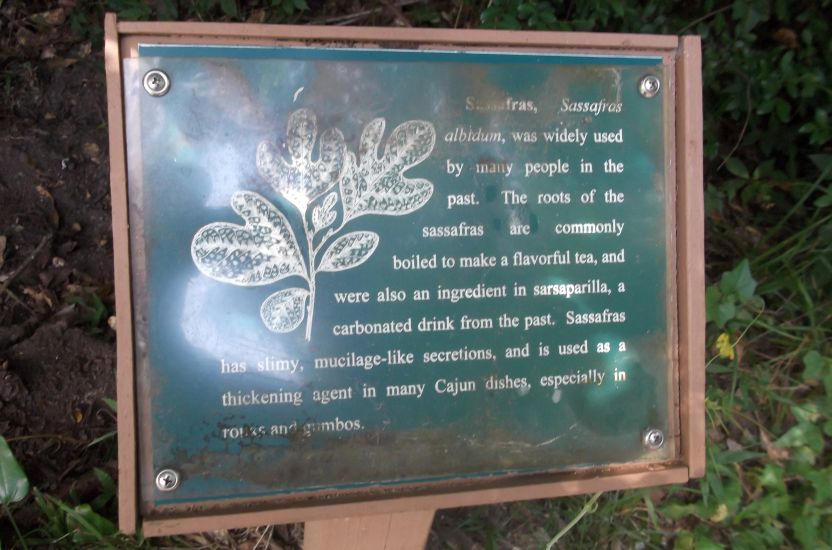 Sassafras, Sassafras
albidum, was widely used
by many people in the
past. The roots of the
sassafras are commonly
boiled to make a flavorful tea, and
were also an ingredient in sarsaparilla, a
carbonated drink from the past. Sassafras
has slimy, mucilage-like secretions, and is used as a
thickening agent in many Cajun dishes, especially in
rouxs and gumbos.